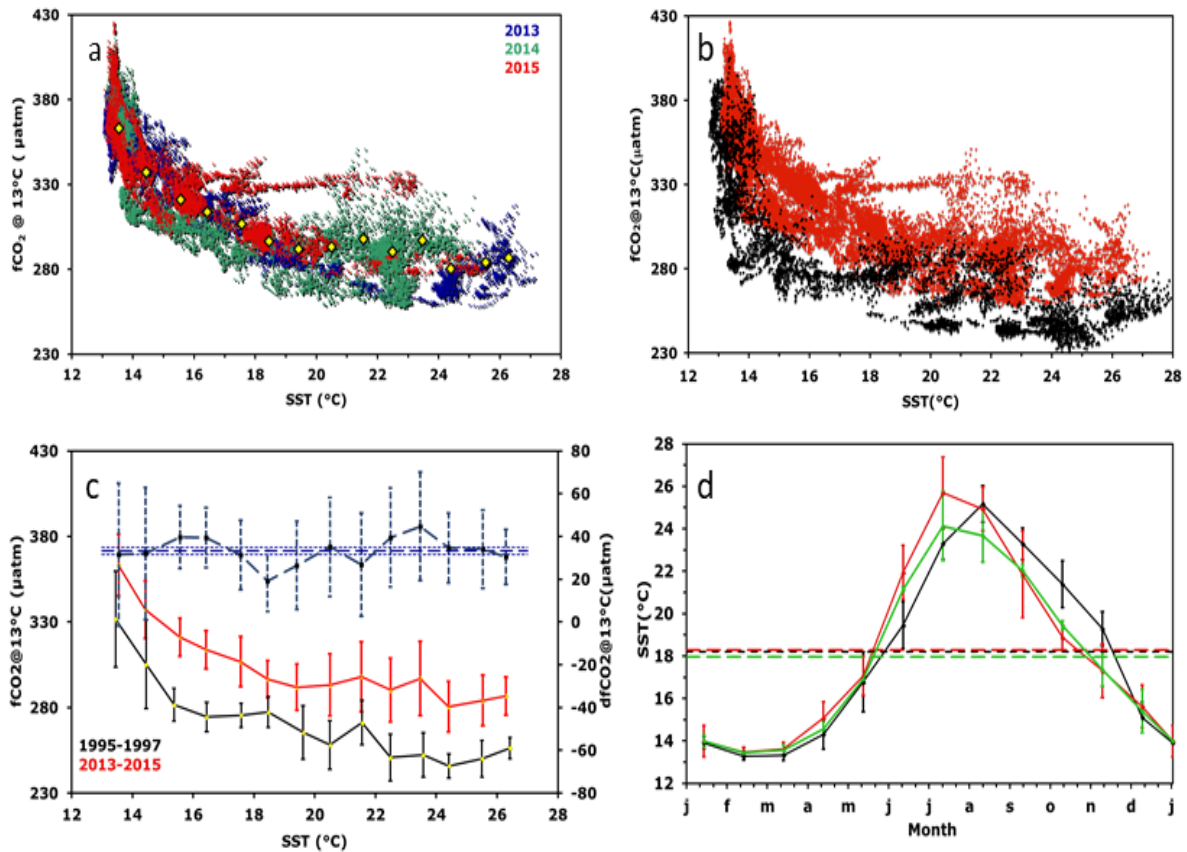 a
2013
2014
2015
430
380
330
280
230
fCO₂ @ 13°C ( µatm)
12 14 16 18 20 22 24 26 28
SST (°C)
b
430
380
330
280
230
fCO₂@13°C(µatm)
12 14 16 18 20 22 24 26 28
SST(°C)
c
430
380
330
280
230
fCO2@13°C (µatm)
80
60
40
20
0
-20
-40
-60
-80
dfCO2@13°C(µatm)
1995-1997
2013-2015
12 14 16 18 20 22 24 26
SST (°C)
d
28
26
24
22
20
18
16
14
12
SST(°C)
j f m a m j j a s o n d j
Month